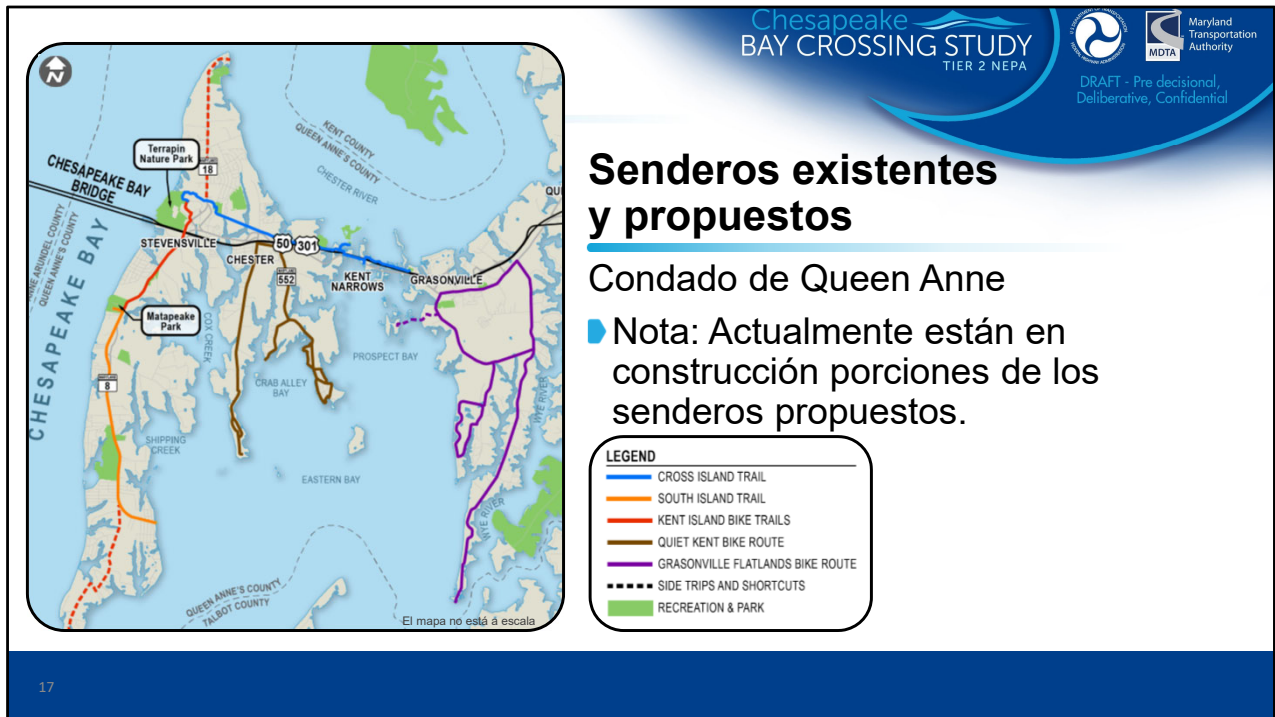 Chesapeake
BAY CROSSING STUDY
TIER 2 NEPA
MDTA
Maryland
Transportation
Authority
DRAFT - Pre decisional,
Deliberative, Confidential
N
Terrapin
Nature Park
18
KENT COUNTY
QUEEN ANNE'S COUNTY
CHESTER RIVER
CHESAPEAKE BAY
BRIDGE
QU
ANNE ARUNDEL COUNTY
QUEEN ANNE'S COUNTY
CHESAPEAKE BAY
STEVENSVILLE
50
301
CHESTER
552
KENT
NARROWS
GRASONVILLE
Matapeake
Park
COX CREEK
PROSPECT BAY
8
CRAB ALLEY
BAY
WYE RIVER
SHIPPING
CREEK
EASTERN BAY
WYE RIVER
QUEEN ANNE'S COUNTY
TALBOT COUNTY
El mapa no está á escala
Senderos existentes
y propuestos
Condado de Queen Anne
Nota: Actualmente están en
construcción porciones de los
senderos propuestos.
LEGEND
CROSS ISLAND TRAIL
SOUTH ISLAND TRAIL
KENT ISLAND BIKE TRAILS
QUIET KENT BIKE ROUTE
GRASONVILLE FLATLANDS BIKE ROUTE
SIDE TRIPS AND SHORTCUTS
RECREATION & PARK
17